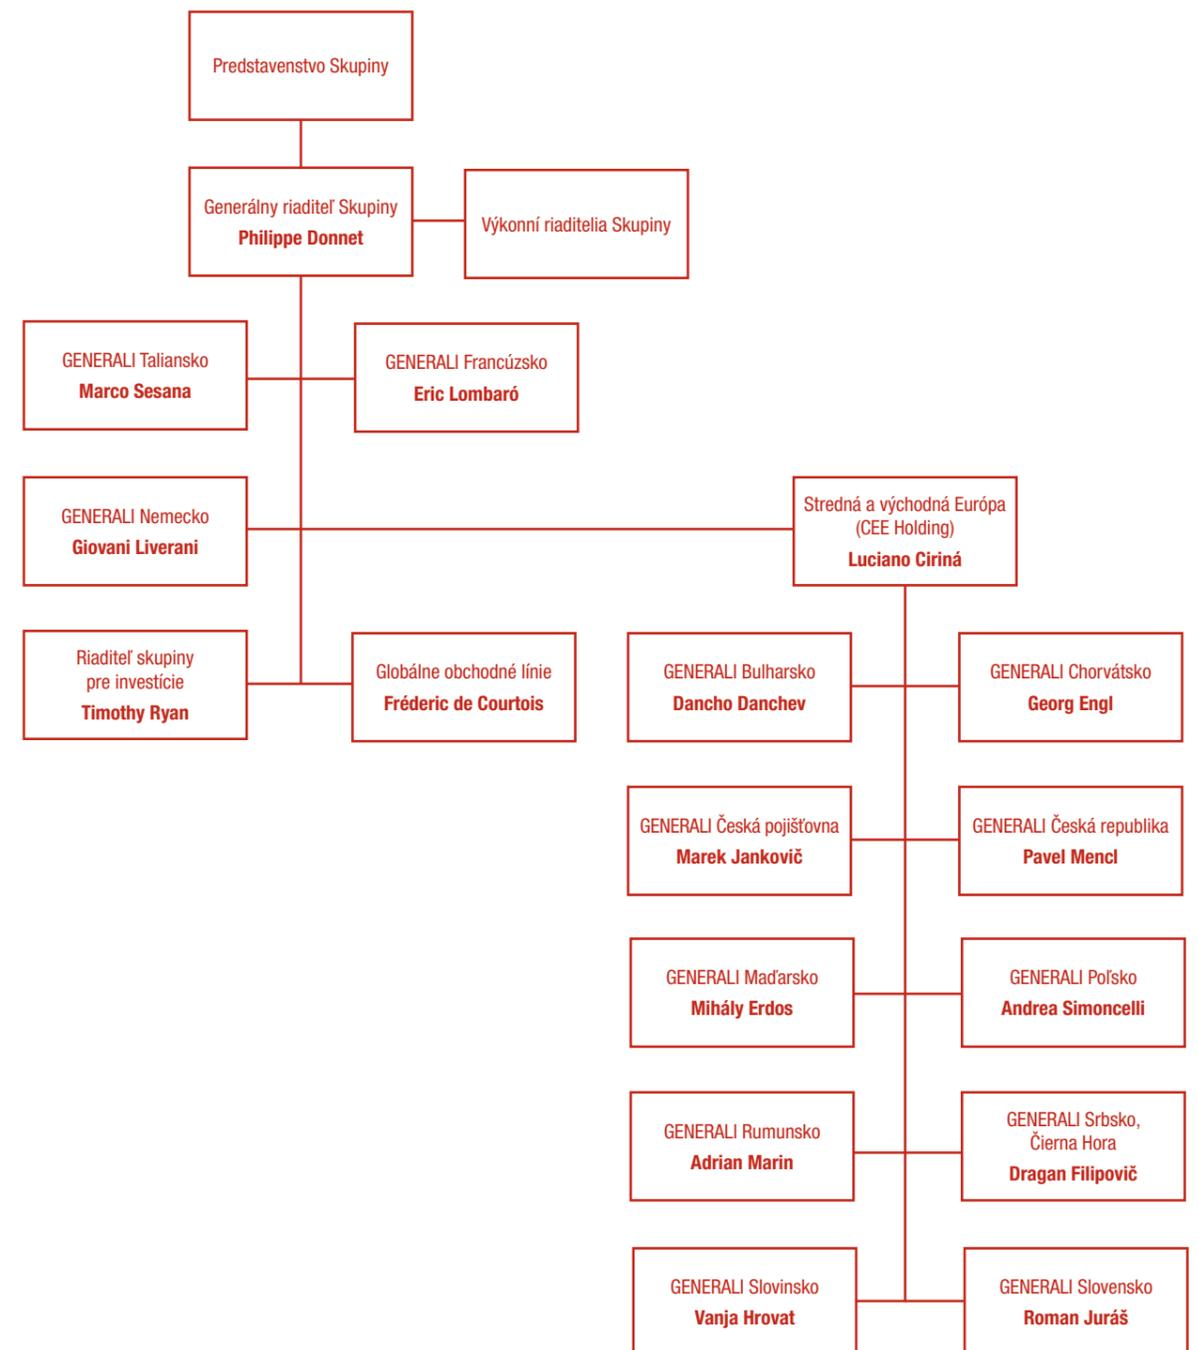 Predstavenstvo Skupiny
Generálny riaditeľ Skupiny
Philippe Donnet
Výkonní riaditelia Skupiny
GENERALI Taliansko
Marco Sesana
GENERALI Francúzsko
Eric Lombaró
GENERALI Nemecko
Giovani Liverani
Stredná a východná Európa
(CEE Holding)
Luciano Ciriná
Riaditeľ skupiny
pre investície
Timothy Ryan
Globálne obchodné línie
Fréderic de Courtois
GENERALI Bulharsko
Dancho Danchev
GENERALI Chorvátsko
Georg Engl
GENERALI Česká pojišťovna
Marek Jankovič
GENERALI Česká republika
Pavel Mencl
GENERALI Maďarsko
Mihály Erdos
GENERALI Poľsko
Andrea Simoncelli
GENERALI Rumunsko
Adrian Marin
GENERALI Srbsko,
Čierna Hora
Dragan Filipovič
GENERALI Slovinsko
Vanja Hrovat
GENERALI Slovensko
Roman Juráš